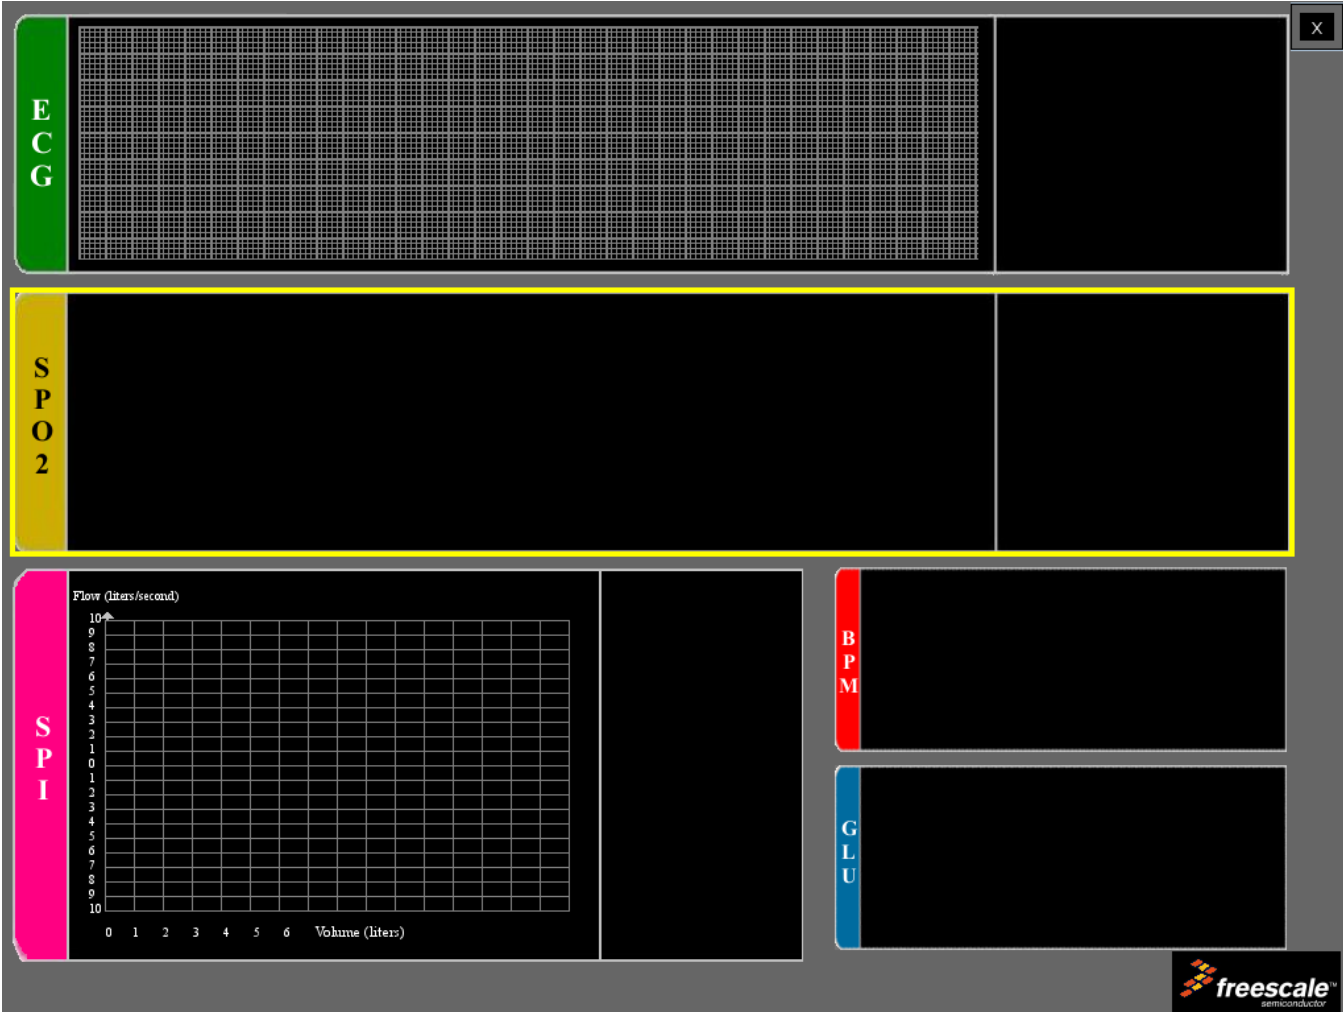 X
E
C
G
S
P
O
2
S
P
I
Flow (liters/second)
10
9
8
7
6
5
4
3
2
1
0
1
2
3
4
5
6
7
8
9
10
0 1 2 3 4 5 6 Volume (liters)
B
P
M
G
L
U
freescale™
semiconductor